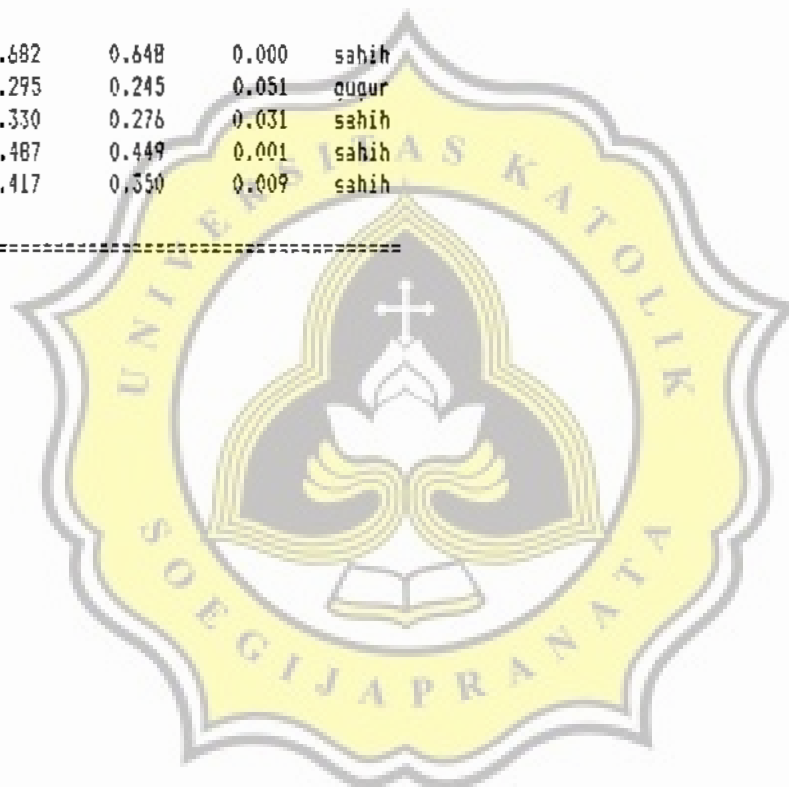 .682 0.648 0.000 sahih
.295 0.245 0.051 gugur
.330 0.276 0.031 sahih
.487 0.449 0.001 sahih
.417 0.350 0.009 sahih
==========================================
UNIVERSITAS KATOLIK
SOEGIJAPRANATA